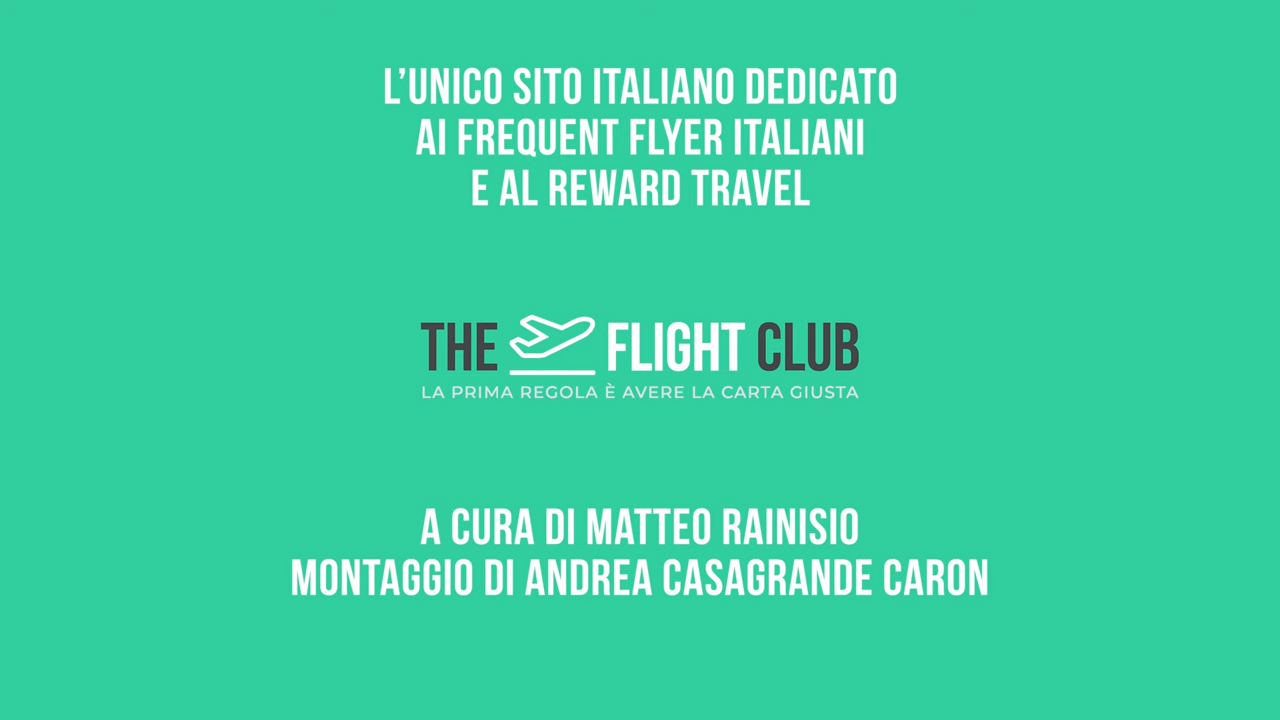 L’UNICO SITO ITALIANO DEDICATO
AI FREQUENT FLYER ITALIANI
E AL REWARD TRAVEL
THE FLIGHT CLUB
LA PRIMA REGOLA È AVERE LA CARTA GIUSTA
A CURA DI MATTEO RAINISIO
MONTAGGIO DI ANDREA CASAGRANDE CARON